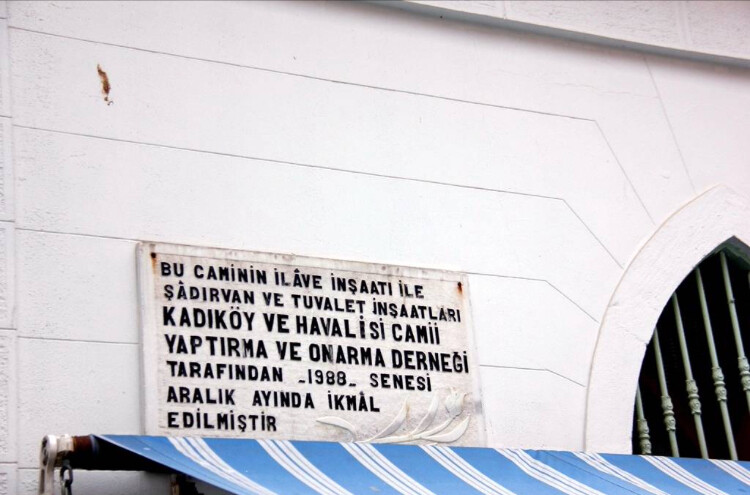 BU CAMİNİN İLÂVE İNŞAATI İLE
ŞÂDIRVAN VE TUVALET İNŞAATLARI
KADIKÖY VE HAVALİSİ CAMİİ
YAPTIRMA VE ONARMA DERNEĞİ
TARAFINDAN -1988- SENESİ
ARALIK AYINDA İKMÂL
EDİLMİŞTİR